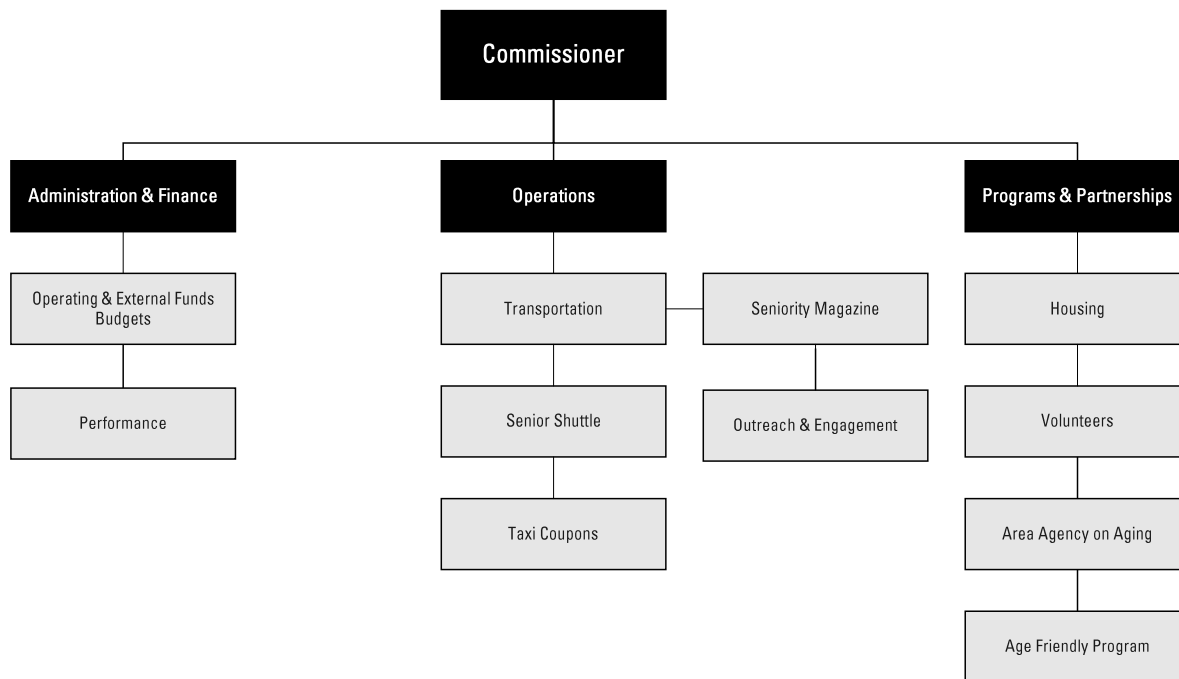 Commissioner
Administration & Finance
Operations
Programs & Partnerships
Operating & External Funds
Budgets
Transportation
Seniority Magazine
Housing
Performance
Senior Shuttle
Outreach & Engagement
Volunteers
Taxi Coupons
Area Agency on Aging
Age Friendly Program